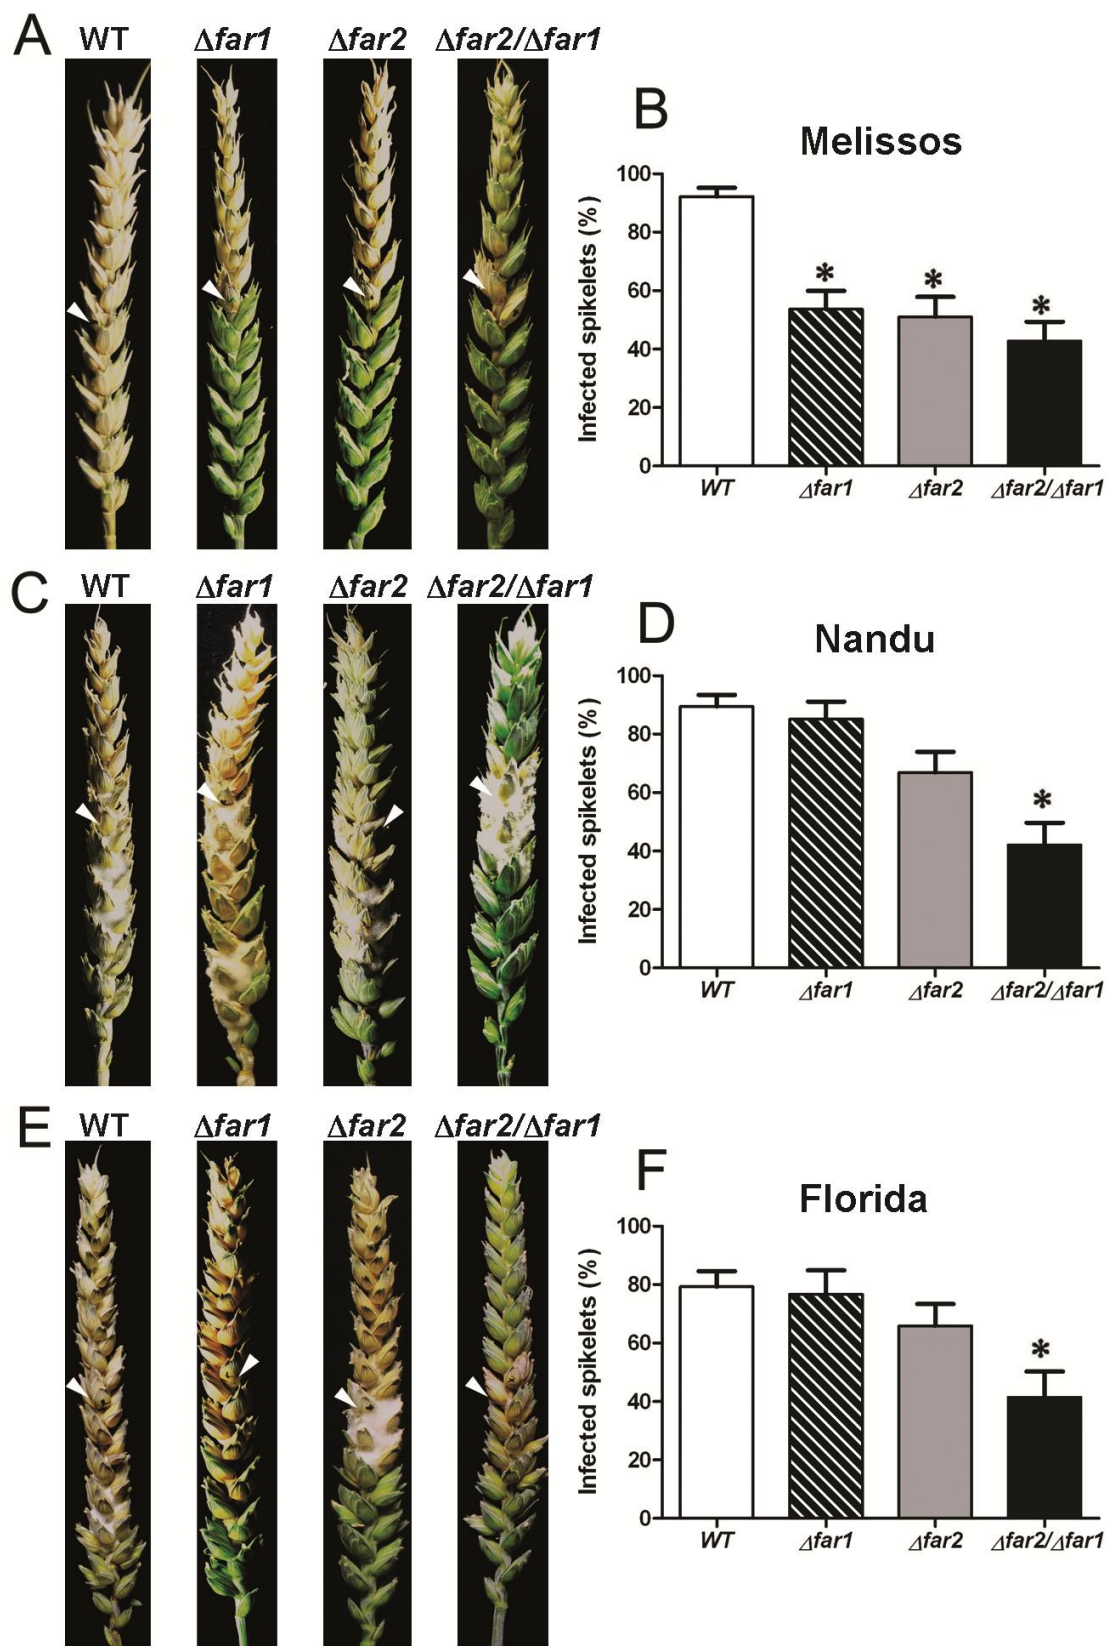 A
WT Δfar1 Δfar2 Δfar2/Δfar1
B
Melissos
Infected spikelets (%)
100
80
60
40
20
0
* * *
WT Δfar1 Δfar2 Δfar2/Δfar1
C
WT Δfar1 Δfar2 Δfar2/Δfar1
D
Nandu
Infected spikelets (%)
100
80
60
40
20
0
*
WT Δfar1 Δfar2 Δfar2/Δfar1
E
WT Δfar1 Δfar2 Δfar2/Δfar1
F
Florida
Infected spikelets (%)
100
80
60
40
20
0
*
WT Δfar1 Δfar2 Δfar2/Δfar1